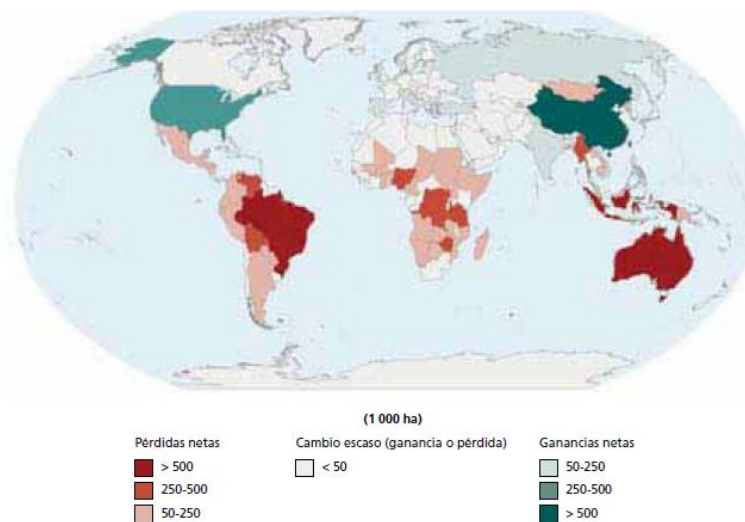 (1 000 ha)
Pérdidas netas
> 500
250-500
50-250
Cambio escaso (ganancia o pérdida)
< 50
Ganancias netas
50-250
250-500
> 500